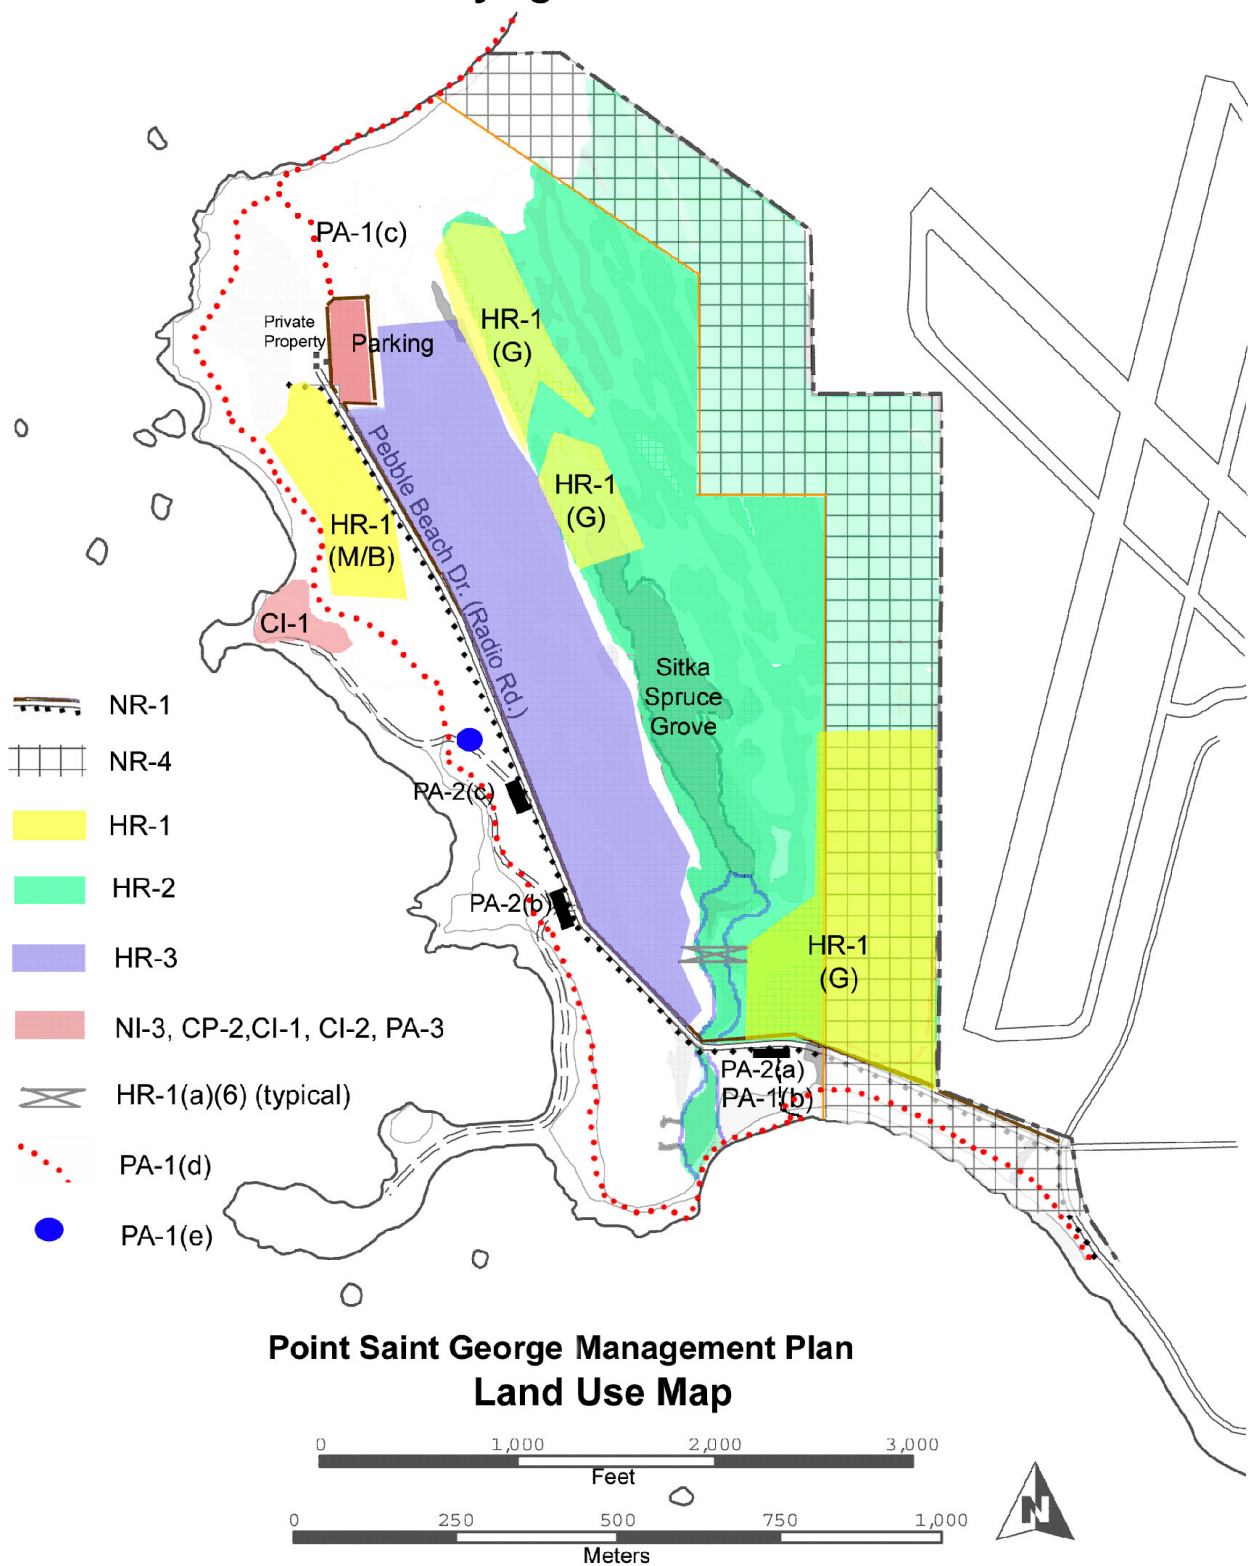 PA-1(c)
Private
Property
Parking
HR-1
(G)
HR-1
(G)
Pebble Beach Dr. (Radio Rd.)
HR-1
(M/B)
CI-1
Sitka
Spruce
Grove
PA-2(c)
PA-2(b)
HR-1
(G)
PA-2(a)
PA-1(b)
NR-1
NR-4
HR-1
HR-2
HR-3
NI-3, CP-2,CI-1, CI-2, PA-3
HR-1(a)(6) (typical)
PA-1(d)
PA-1(e)
Point Saint George Management Plan
Land Use Map
0 1,000 2,000 3,000
Feet
0 250 500 750 1,000
Meters
N